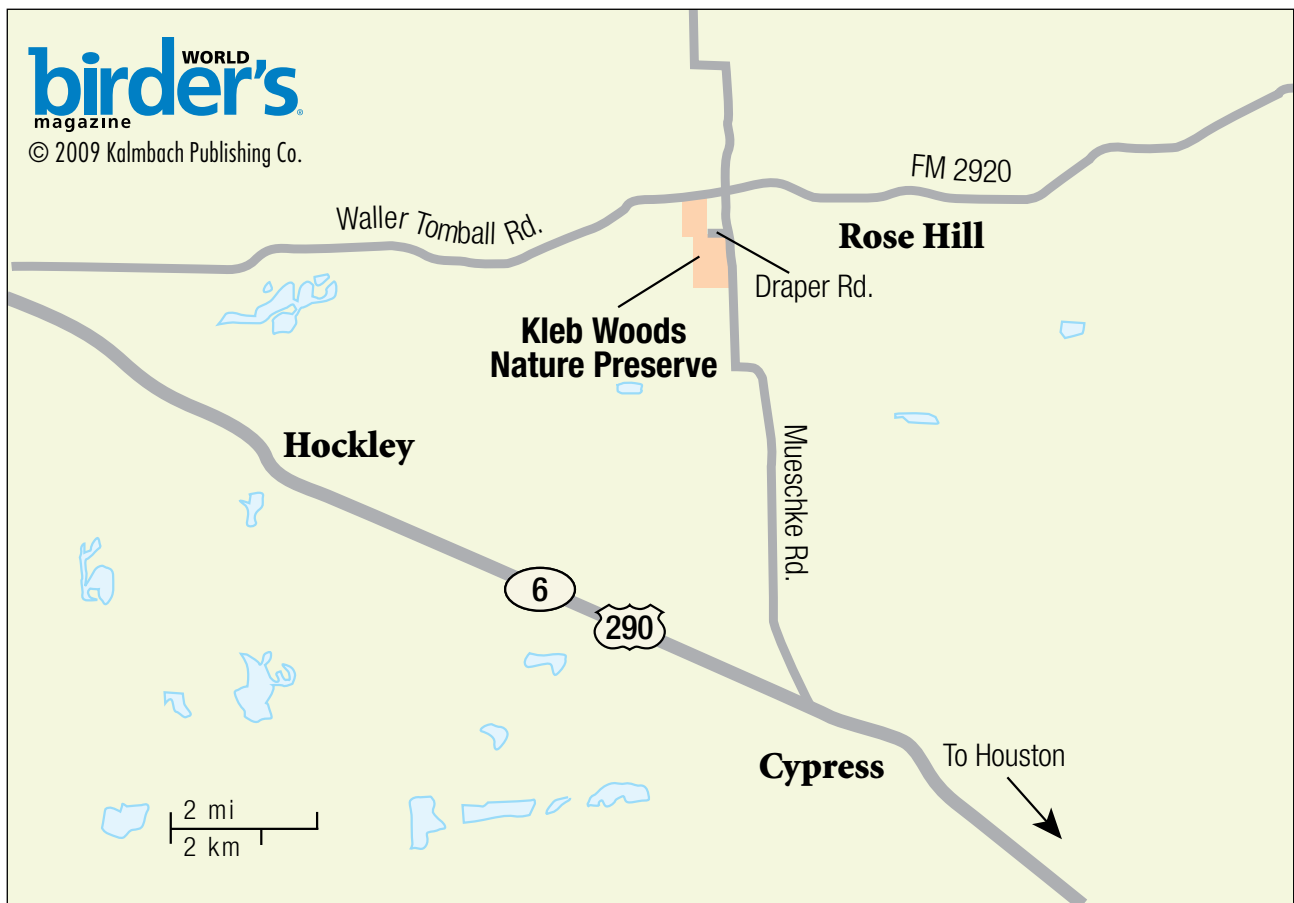 WORLD
birder's®
magazine
© 2009 Kalmbach Publishing Co.
FM 2920
Waller Tomball Rd.
Rose Hill
Draper Rd.
Kleb Woods
Nature Preserve
Hockley
Mueschke Rd.
6
290
Cypress
To Houston
2 mi
2 km